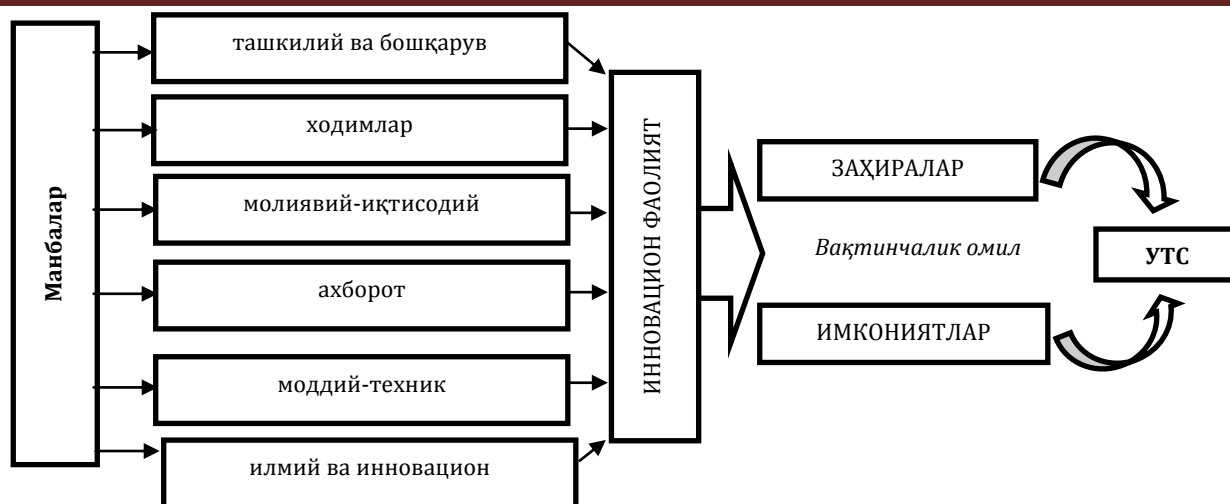 Манбалар
ташкилий ва бошқарув
ходимлар
молиявий-иқтисодий
ахборот
моддий-техник
илмий ва инновацион
ИННОВАЦИОН ФАОЛИЯТ
ЗАҲИРАЛАР
Вақтинчалик омил
ИМКОНИЯТЛАР
УТС